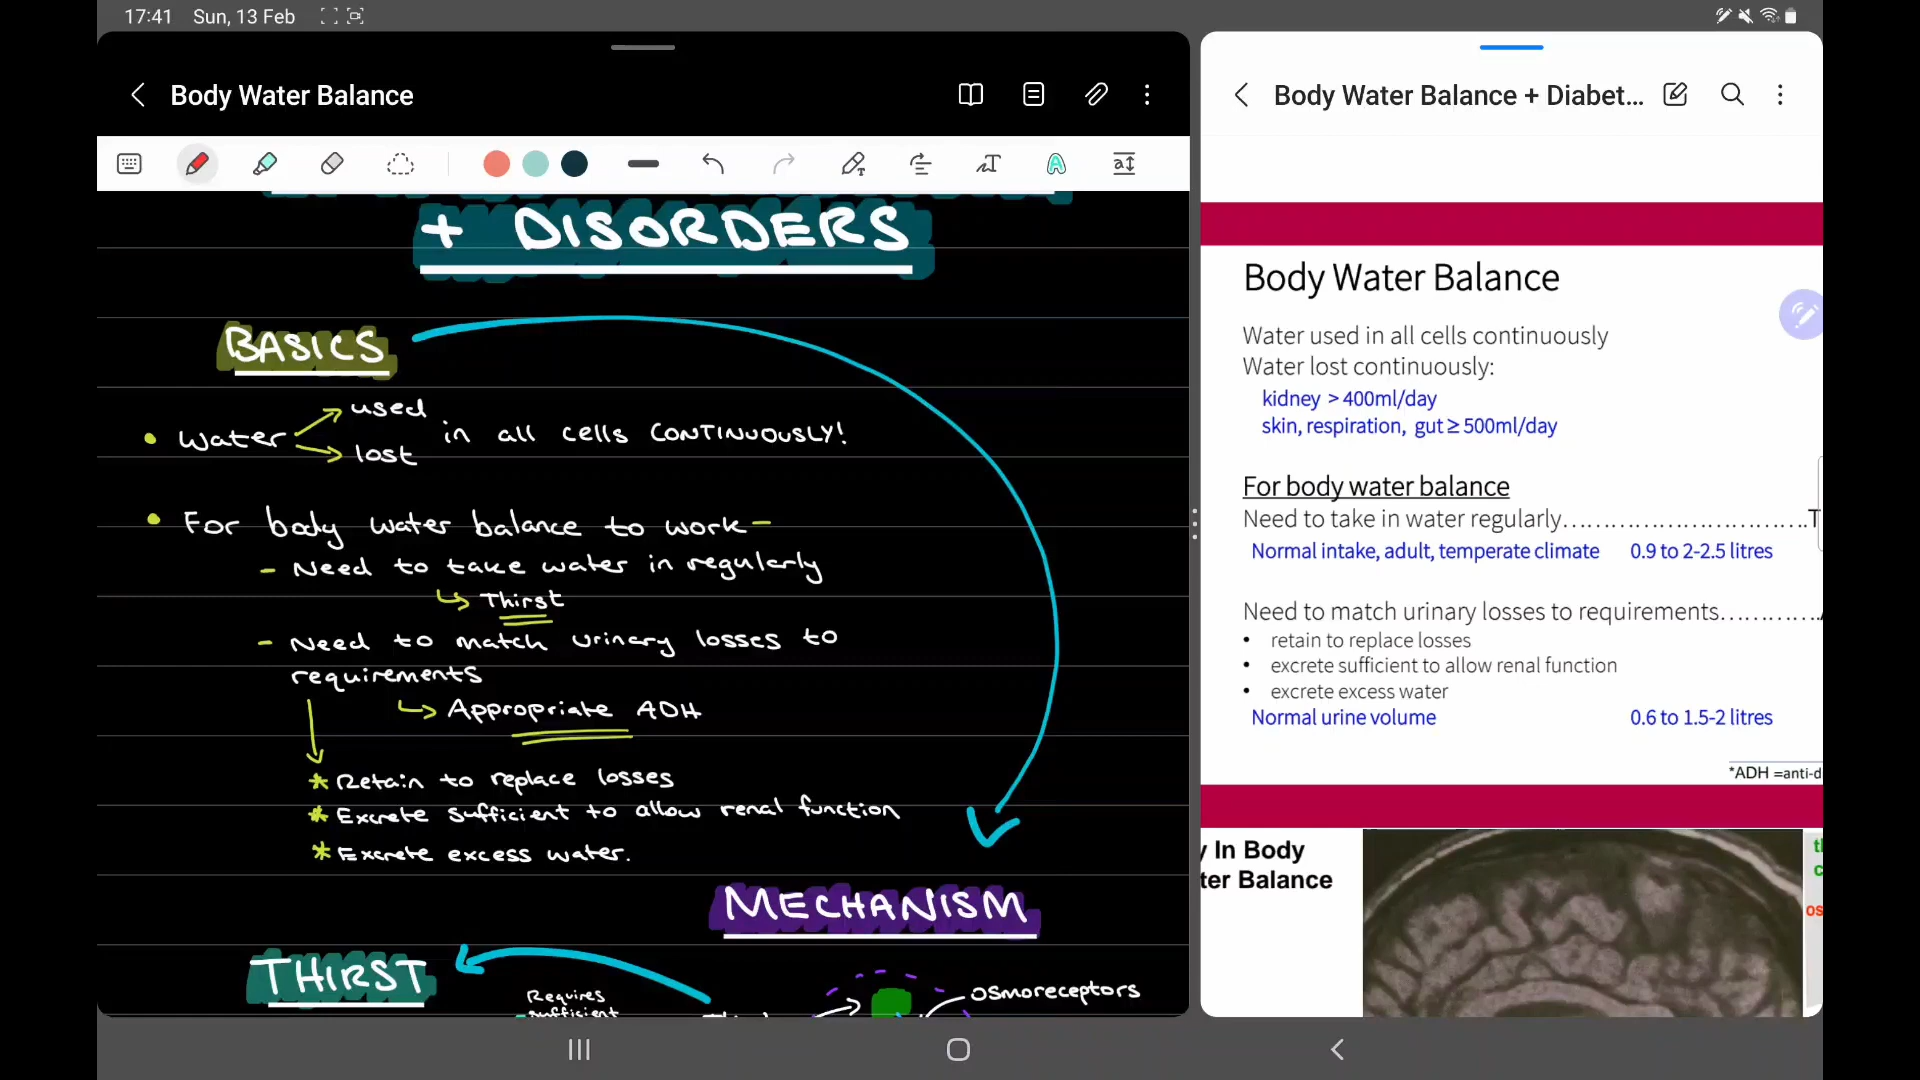 17:41 Sun, 13 Feb
Body Water Balance
+ DISORDERS
BASICS
• Water used
lost
in all cells CONTINUOUSLY!
• For body water balance to work -
- Need to take water in regularly
Thirst
- Need to match urinary losses to
requirements
Appropriate ADH
* Retain to replace losses
* Excrete sufficient to allow renal function
* Excrete excess water.
MECHANISM
THIRST
Requires
sufficient
osmoreceptors
Body Water Balance + Diabet...
Body Water Balance
Water used in all cells continuously
Water lost continuously:
kidney > 400ml/day
skin, respiration, gut ≥ 500ml/day
For body water balance
Need to take in water regularly…………………………..T
Normal intake, adult, temperate climate 0.9 to 2-2.5 litres
Need to match urinary losses to requirements………….
• retain to replace losses
• excrete sufficient to allow renal function
• excrete excess water
Normal urine volume 0.6 to 1.5-2 litres
*ADH =anti-d
y In Body
ter Balance
os